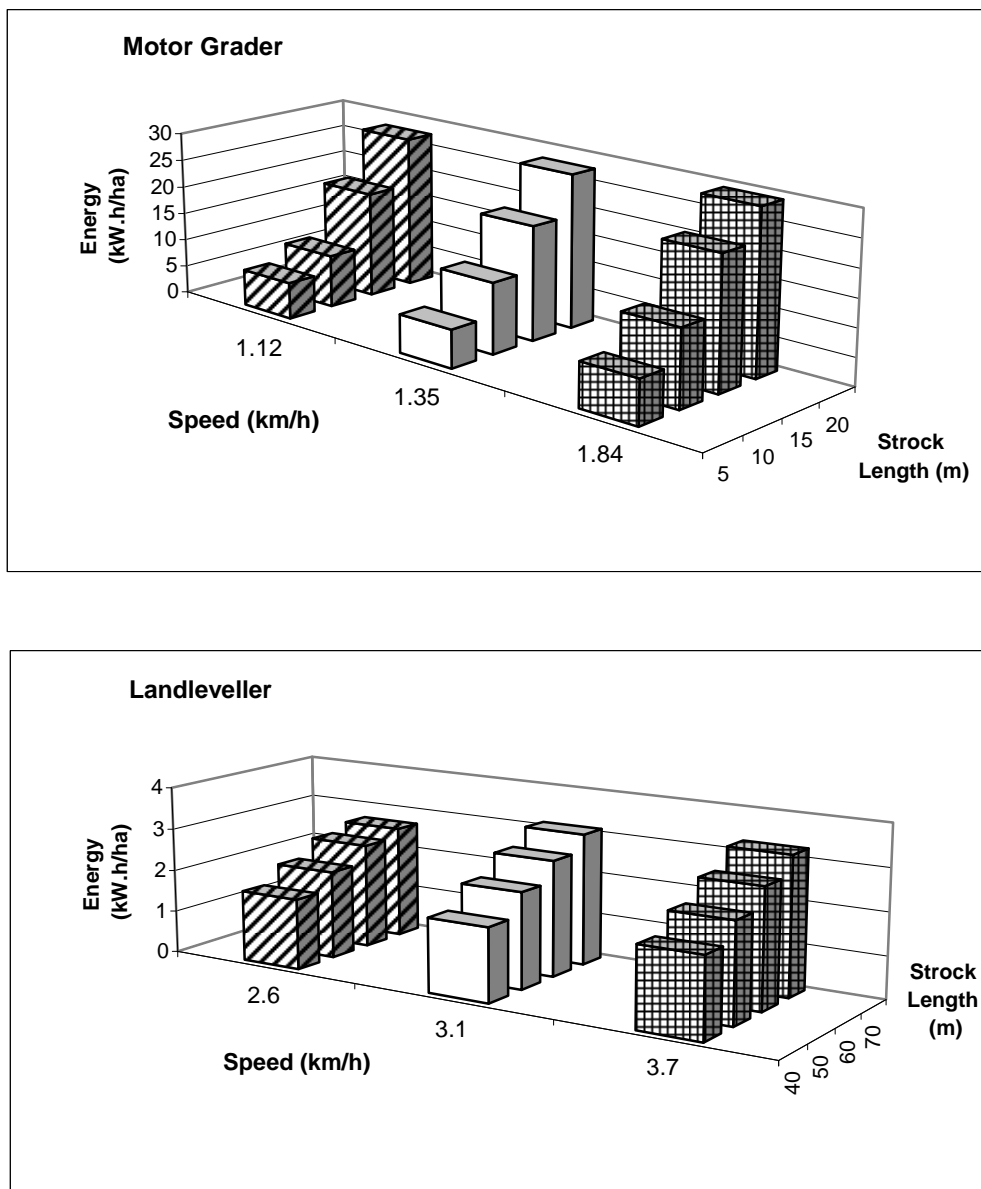 Motor Grader
Energy
(kW.h/ha)
30
25
20
15
10
5
0
1.12
1.35
1.84
Speed (km/h)
5
10
15
20
Strock
Length (m)
Landleveller
Energy
(kW.h/ha)
4
3
2
1
0
2.6
3.1
3.7
Speed (km/h)
40
50
60
70
Strock
Length
(m)